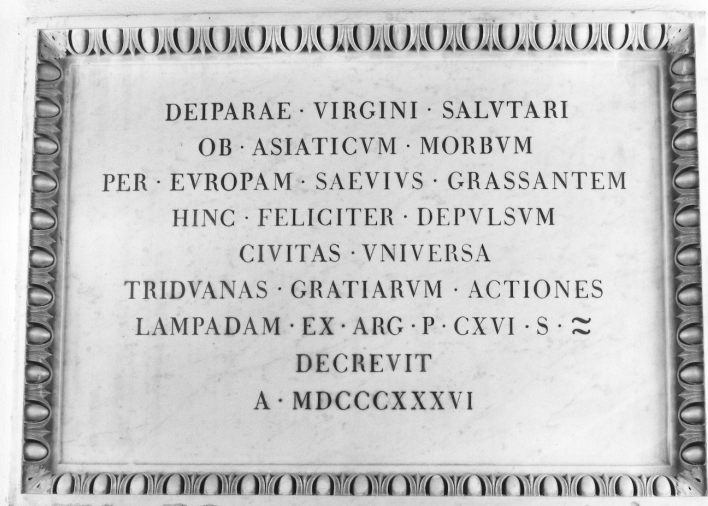 DEIPARAE · VIRGINI · SALVTARI
OB · ASIATICVM · MORBVM
PER · EVROPAM · SAEVIVS · GRASSANTEM
HINC · FELICITER · DEPVLSVM
CIVITAS · VNIVERSA
TRIDVANAS · GRATIARVM · ACTIONES
LAMPADAM · EX · ARG · P · CXVI · S · ≈
DECREVIT
A · MDCCCXXXVI